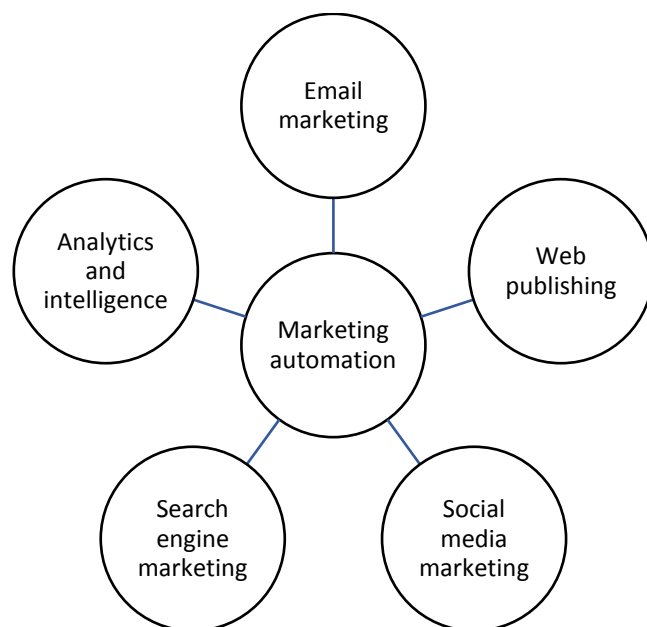 Email
marketing
Analytics
and
intelligence
Web
publishing
Marketing
automation
Search
engine
marketing
Social
media
marketing